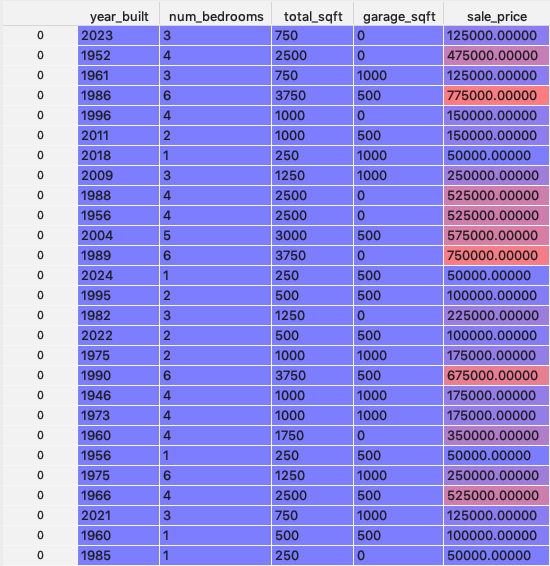 year_built num_bedrooms total_sqft garage_sqft sale_price
0 2023 3 750 0 125000.00000
0 1952 4 2500 0 475000.00000
0 1961 3 750 1000 125000.00000
0 1986 6 3750 500 775000.00000
0 1996 4 1000 0 150000.00000
0 2011 2 1000 500 150000.00000
0 2018 1 250 1000 50000.00000
0 2009 3 1250 1000 250000.00000
0 1988 4 2500 0 525000.00000
0 1956 4 2500 0 525000.00000
0 2004 5 3000 500 575000.00000
0 1989 6 3750 0 750000.00000
0 2024 1 250 500 50000.00000
0 1995 2 500 500 100000.00000
0 1982 3 1250 0 225000.00000
0 2022 2 500 500 100000.00000
0 1975 2 1000 1000 175000.00000
0 1990 6 3750 500 675000.00000
0 1946 4 1000 1000 175000.00000
0 1973 4 1000 1000 175000.00000
0 1960 4 1750 0 350000.00000
0 1956 1 250 500 50000.00000
0 1975 6 1250 1000 250000.00000
0 1966 4 2500 500 525000.00000
0 2021 3 750 1000 125000.00000
0 1960 1 500 500 100000.00000
0 1985 1 250 0 50000.00000